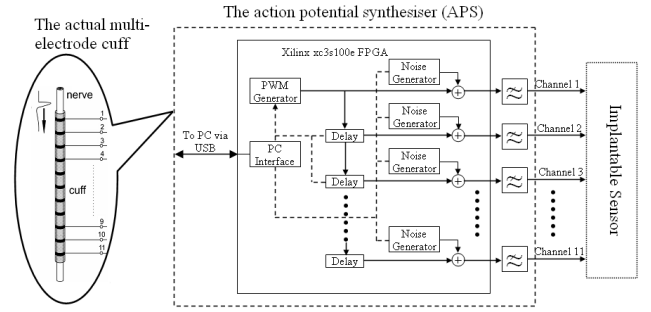 The actual multi-
electrode cuff
nerve
1
2
3
4
cuff
9
10
11
The action potential synthesiser (APS)
Xilinx xc3s100e FPGA
To PC via
USB
PWM
Generator
PC
Interface
Delay
Delay
Delay
Noise
Generator
Noise
Generator
Noise
Generator
Noise
Generator
Channel 1
Channel 2
Channel 3
Channel 11
Implantable Sensor